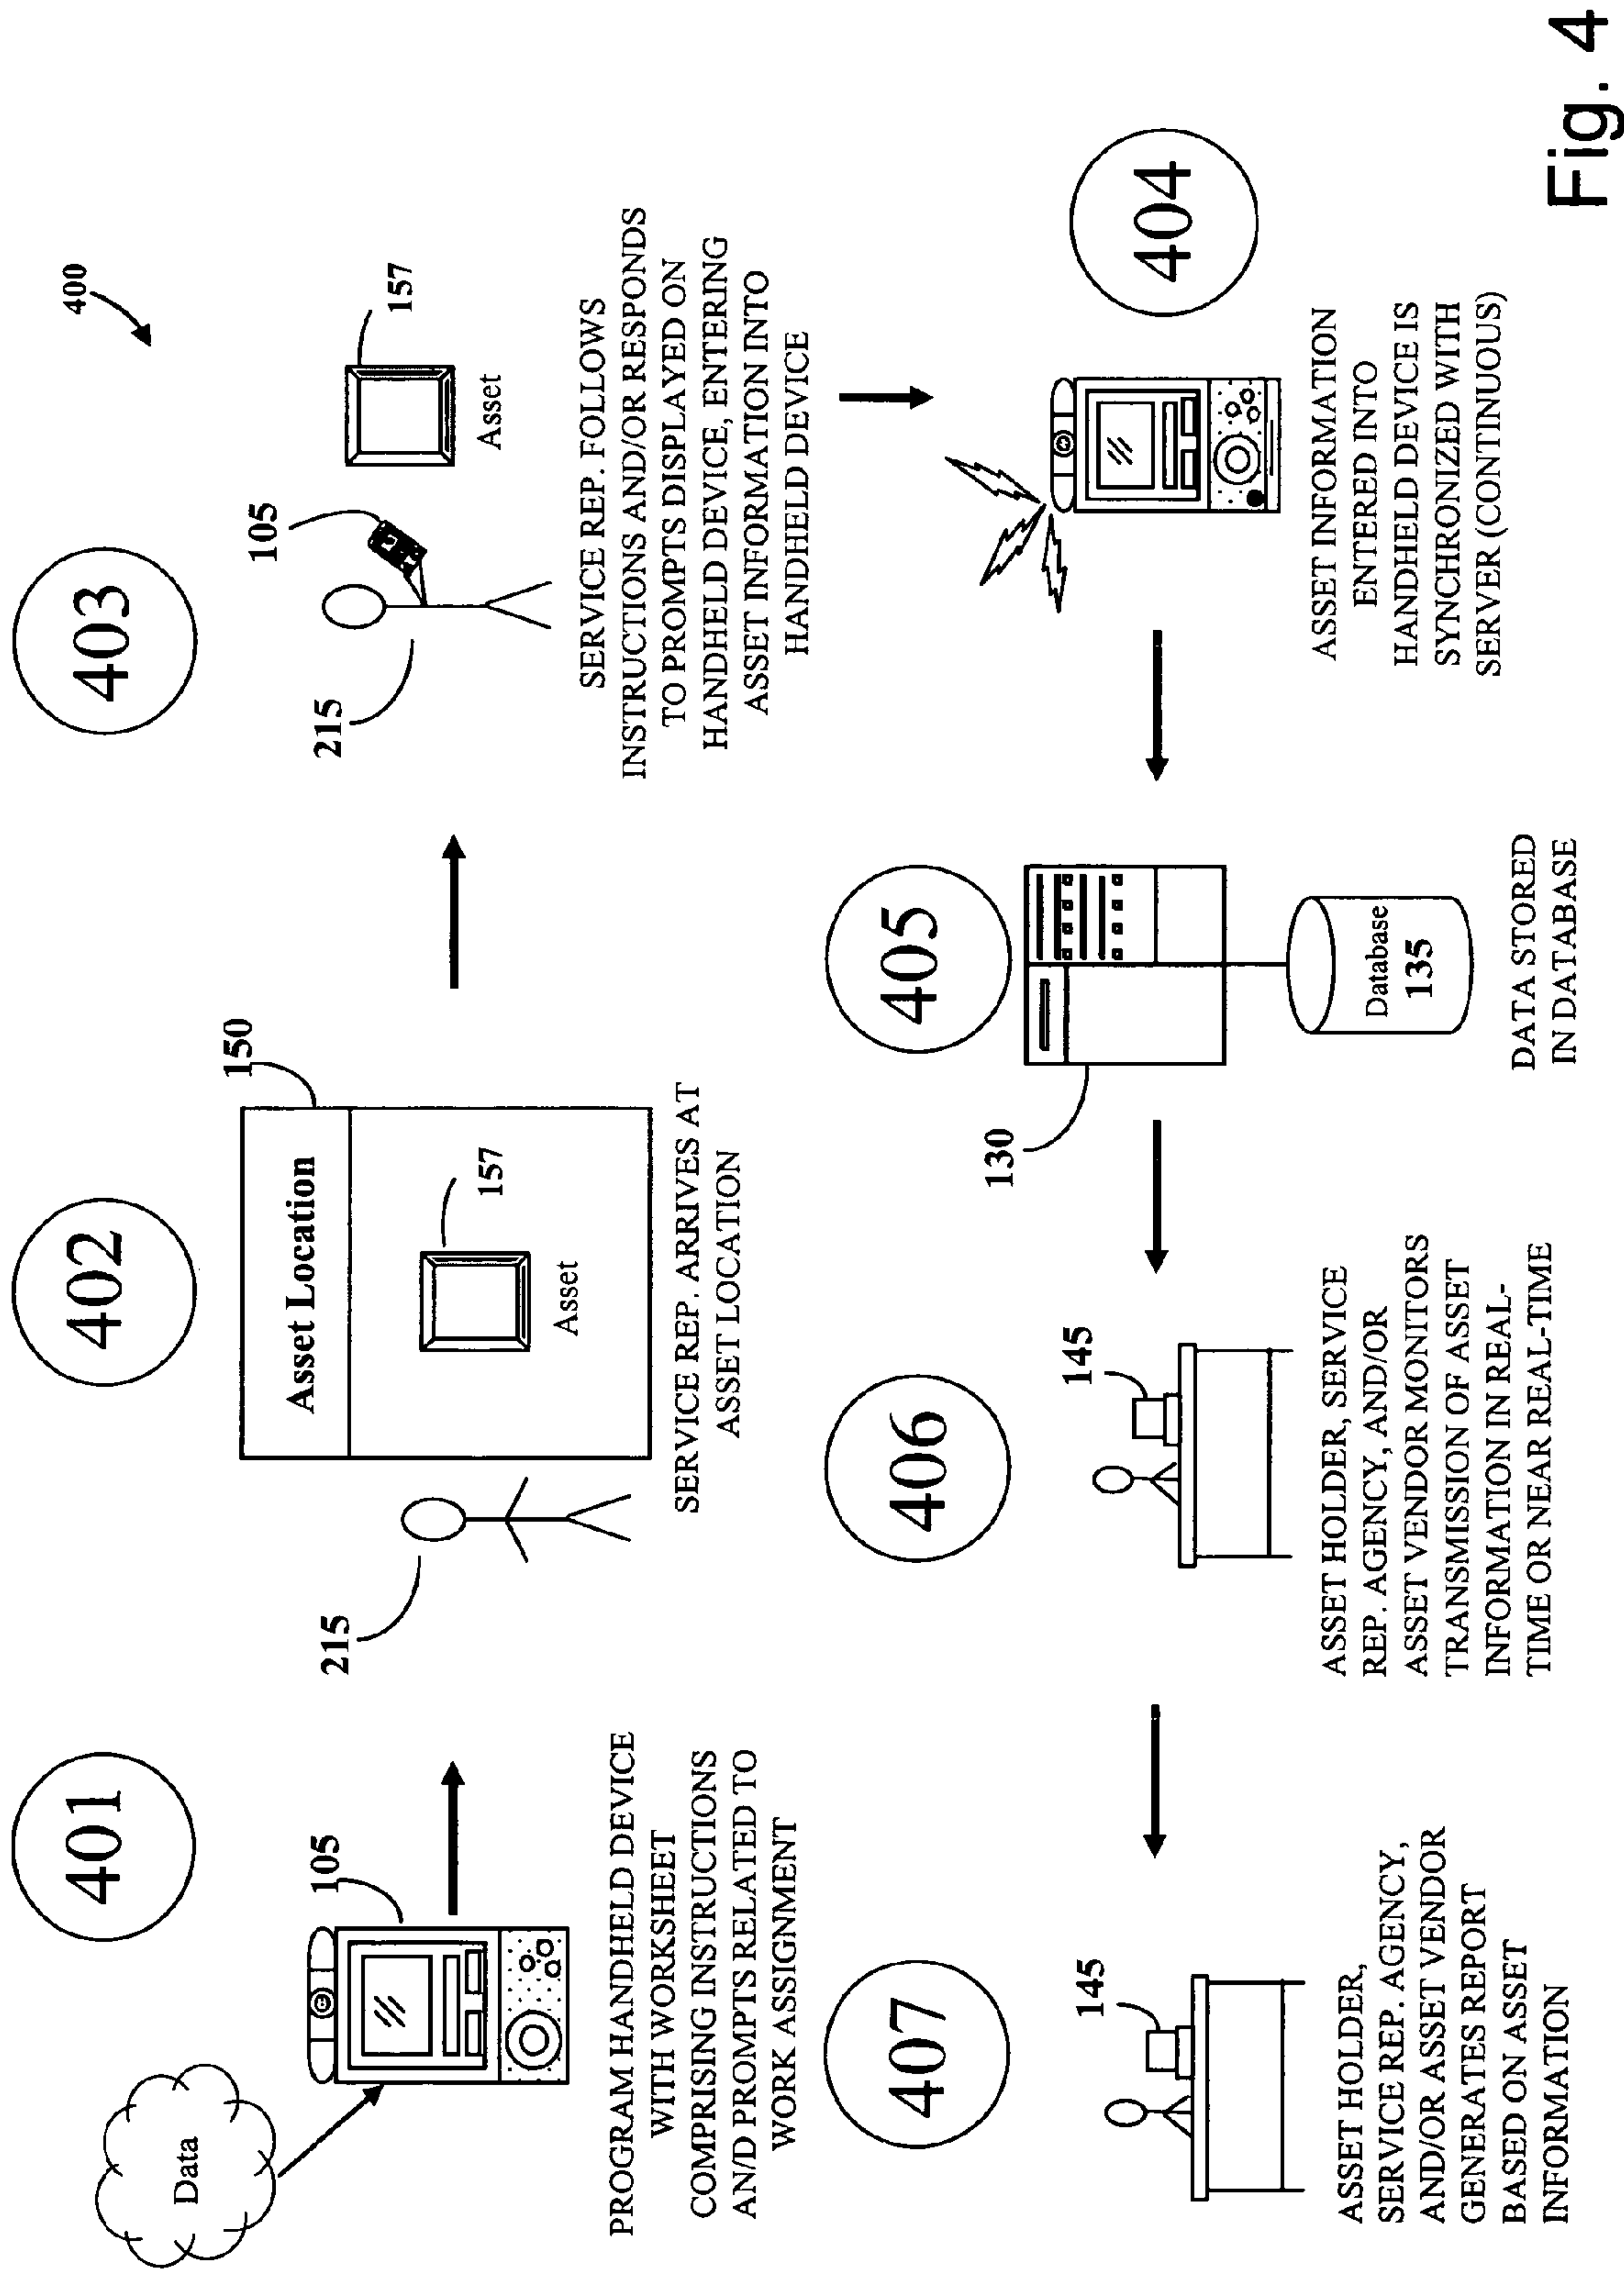 400
401
Data
105
PROGRAM HANDHELD DEVICE
WITH WORKSHEET
COMPRISING INSTRUCTIONS
AN/D PROMPTS RELATED TO
WORK ASSIGNMENT
402
150
Asset Location
157
Asset
215
SERVICE REP. ARRIVES AT
ASSET LOCATION
403
105
157
215
Asset
SERVICE REP. FOLLOWS
INSTRUCTIONS AND/OR RESPONDS
TO PROMPTS DISPLAYED ON
HANDHELD DEVICE, ENTERING
ASSET INFORMATION INTO
HANDHELD DEVICE
404
ASSET INFORMATION
ENTERED INTO
HANDHELD DEVICE IS
SYNCHRONIZED WITH
SERVER (CONTINUOUS)
405
130
Database
135
DATA STORED
IN DATABASE
406
145
ASSET HOLDER, SERVICE
REP. AGENCY, AND/OR
ASSET VENDOR MONITORS
TRANSMISSION OF ASSET
INFORMATION IN REAL-
TIME OR NEAR REAL-TIME
407
145
ASSET HOLDER,
SERVICE REP. AGENCY,
AND/OR ASSET VENDOR
GENERATES REPORT
BASED ON ASSET
INFORMATION
Fig. 4